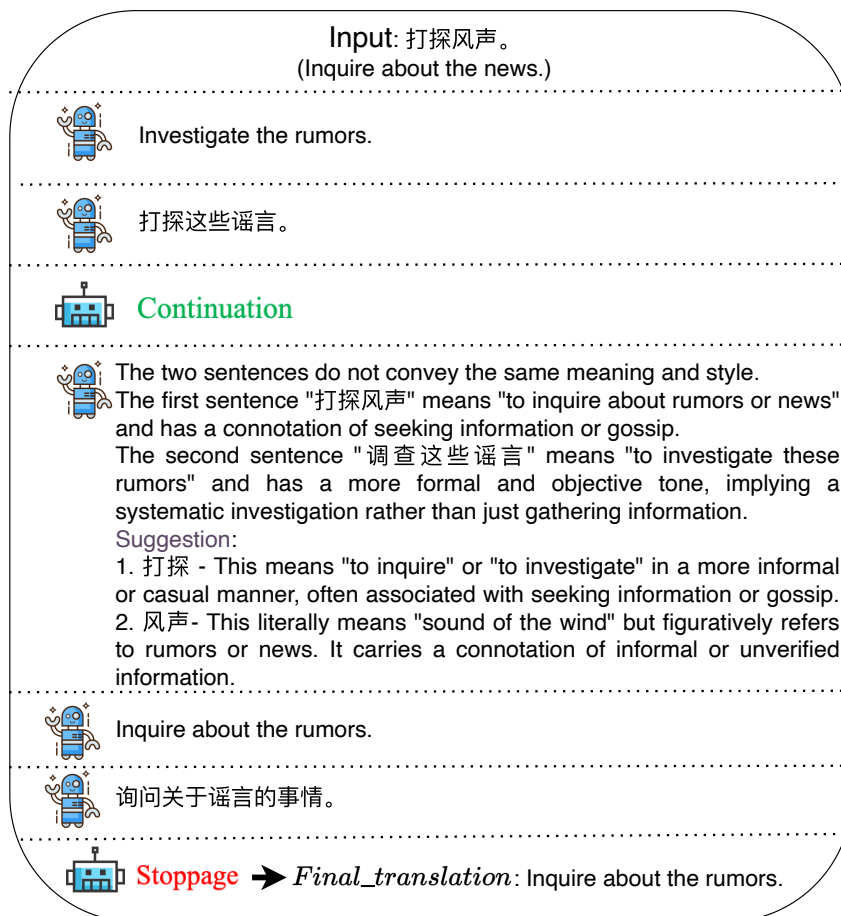 Input: 打探风声。
(Inquire about the news.)
Investigate the rumors.
打探这些谣言。
Continuation
The two sentences do not convey the same meaning and style.
The first sentence "打探风声" means "to inquire about rumors or news"
and has a connotation of seeking information or gossip.
The second sentence "调查这些谣言" means "to investigate these
rumors" and has a more formal and objective tone, implying a
systematic investigation rather than just gathering information.
Suggestion:
1. 打探 - This means "to inquire" or "to investigate" in a more informal
or casual manner, often associated with seeking information or gossip.
2. 风声- This literally means "sound of the wind" but figuratively refers
to rumors or news. It carries a connotation of informal or unverified
information.
Inquire about the rumors.
询问关于谣言的事情。
Stoppage → Final_translation: Inquire about the rumors.